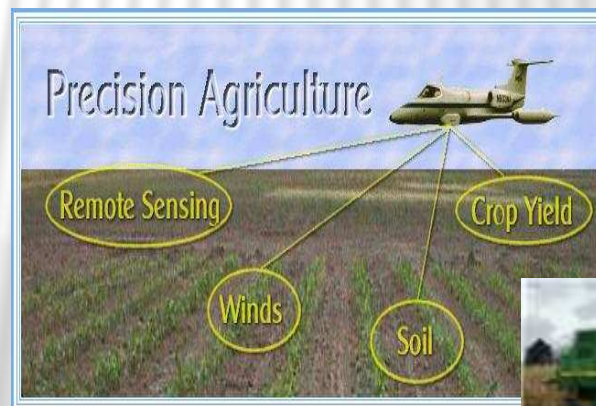 Precision Agriculture
Remote Sensing
Crop Yield
Winds
Soil